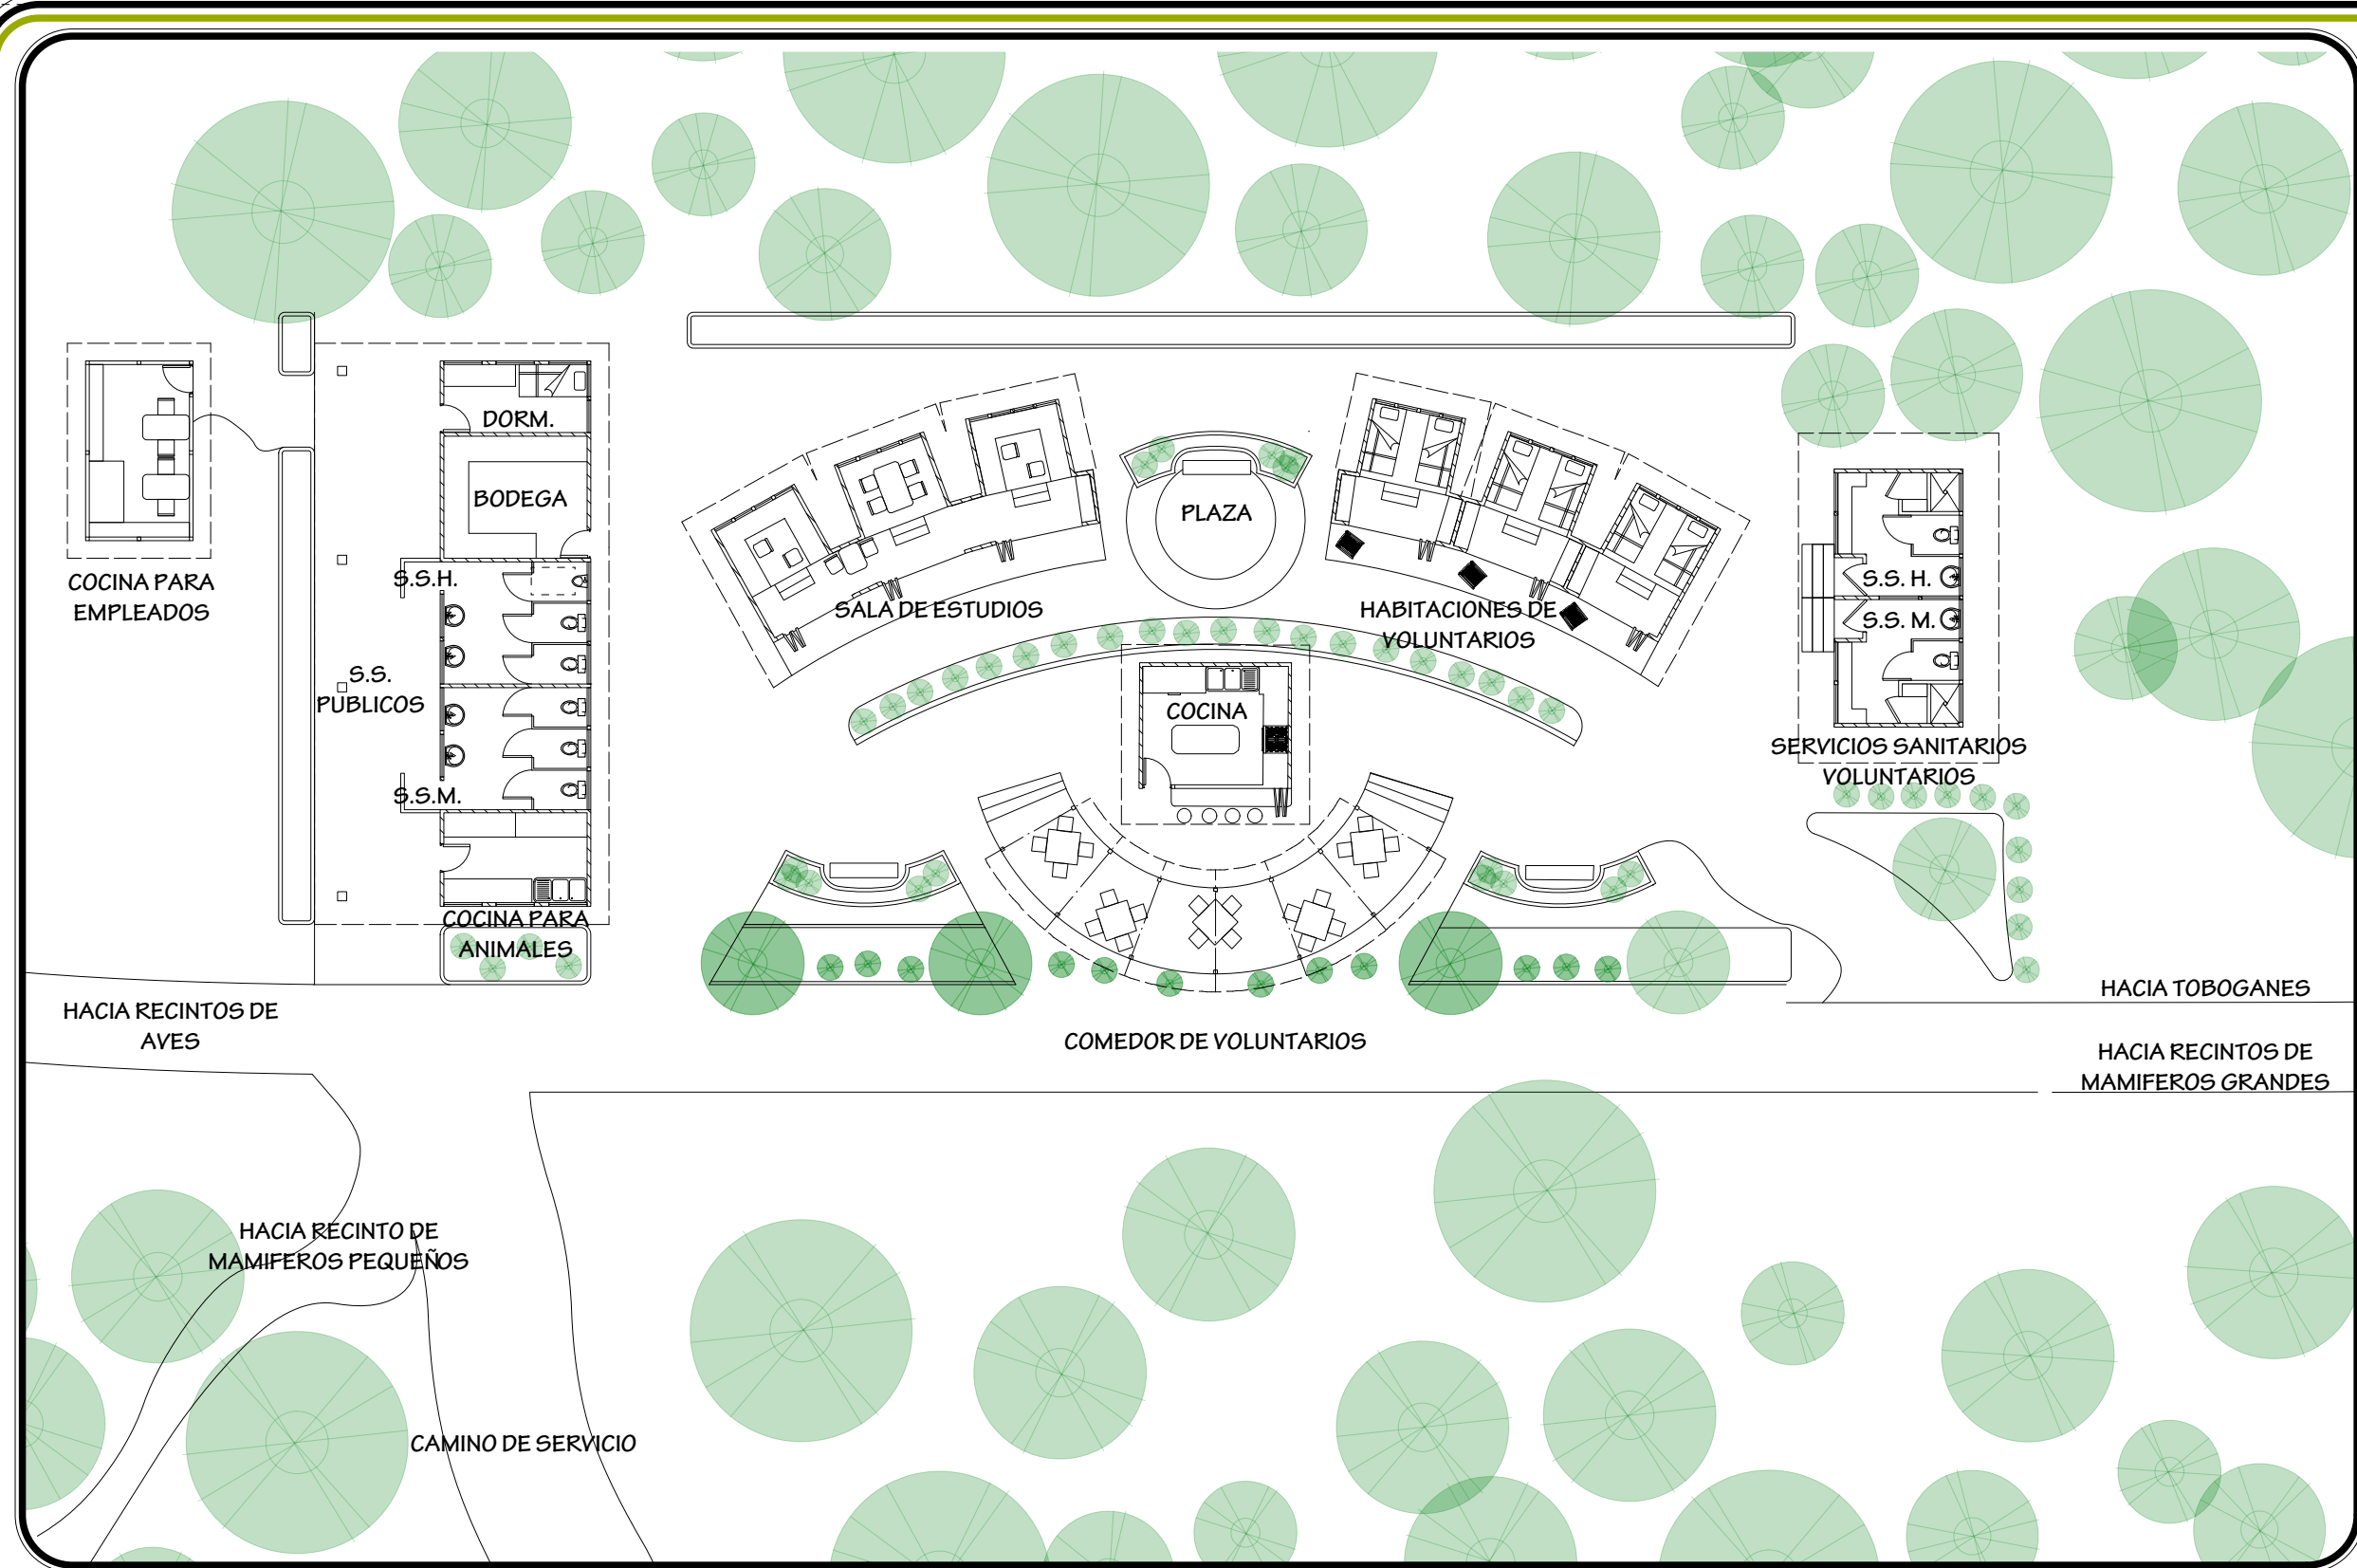 DORM.
BODEGA
COCINA PARA
EMPLEADOS
S.S.H.
S.S.
PUBLICOS
S.S.M.
COCINA PARA
ANIMALES
SALA DE ESTUDIOS
PLAZA
HABITACIONES DE
VOLUNTARIOS
COCINA
S.S. H.
S.S. M.
SERVICIOS SANITARIOS
VOLUNTARIOS
HACIA RECINTOS DE
AVES
COMEDOR DE VOLUNTARIOS
HACIA TOBOGANES
HACIA RECINTOS DE
MAMIFEROS GRANDES
HACIA RECINTO DE
MAMIFEROS PEQUEÑOS
CAMINO DE SERVICIO